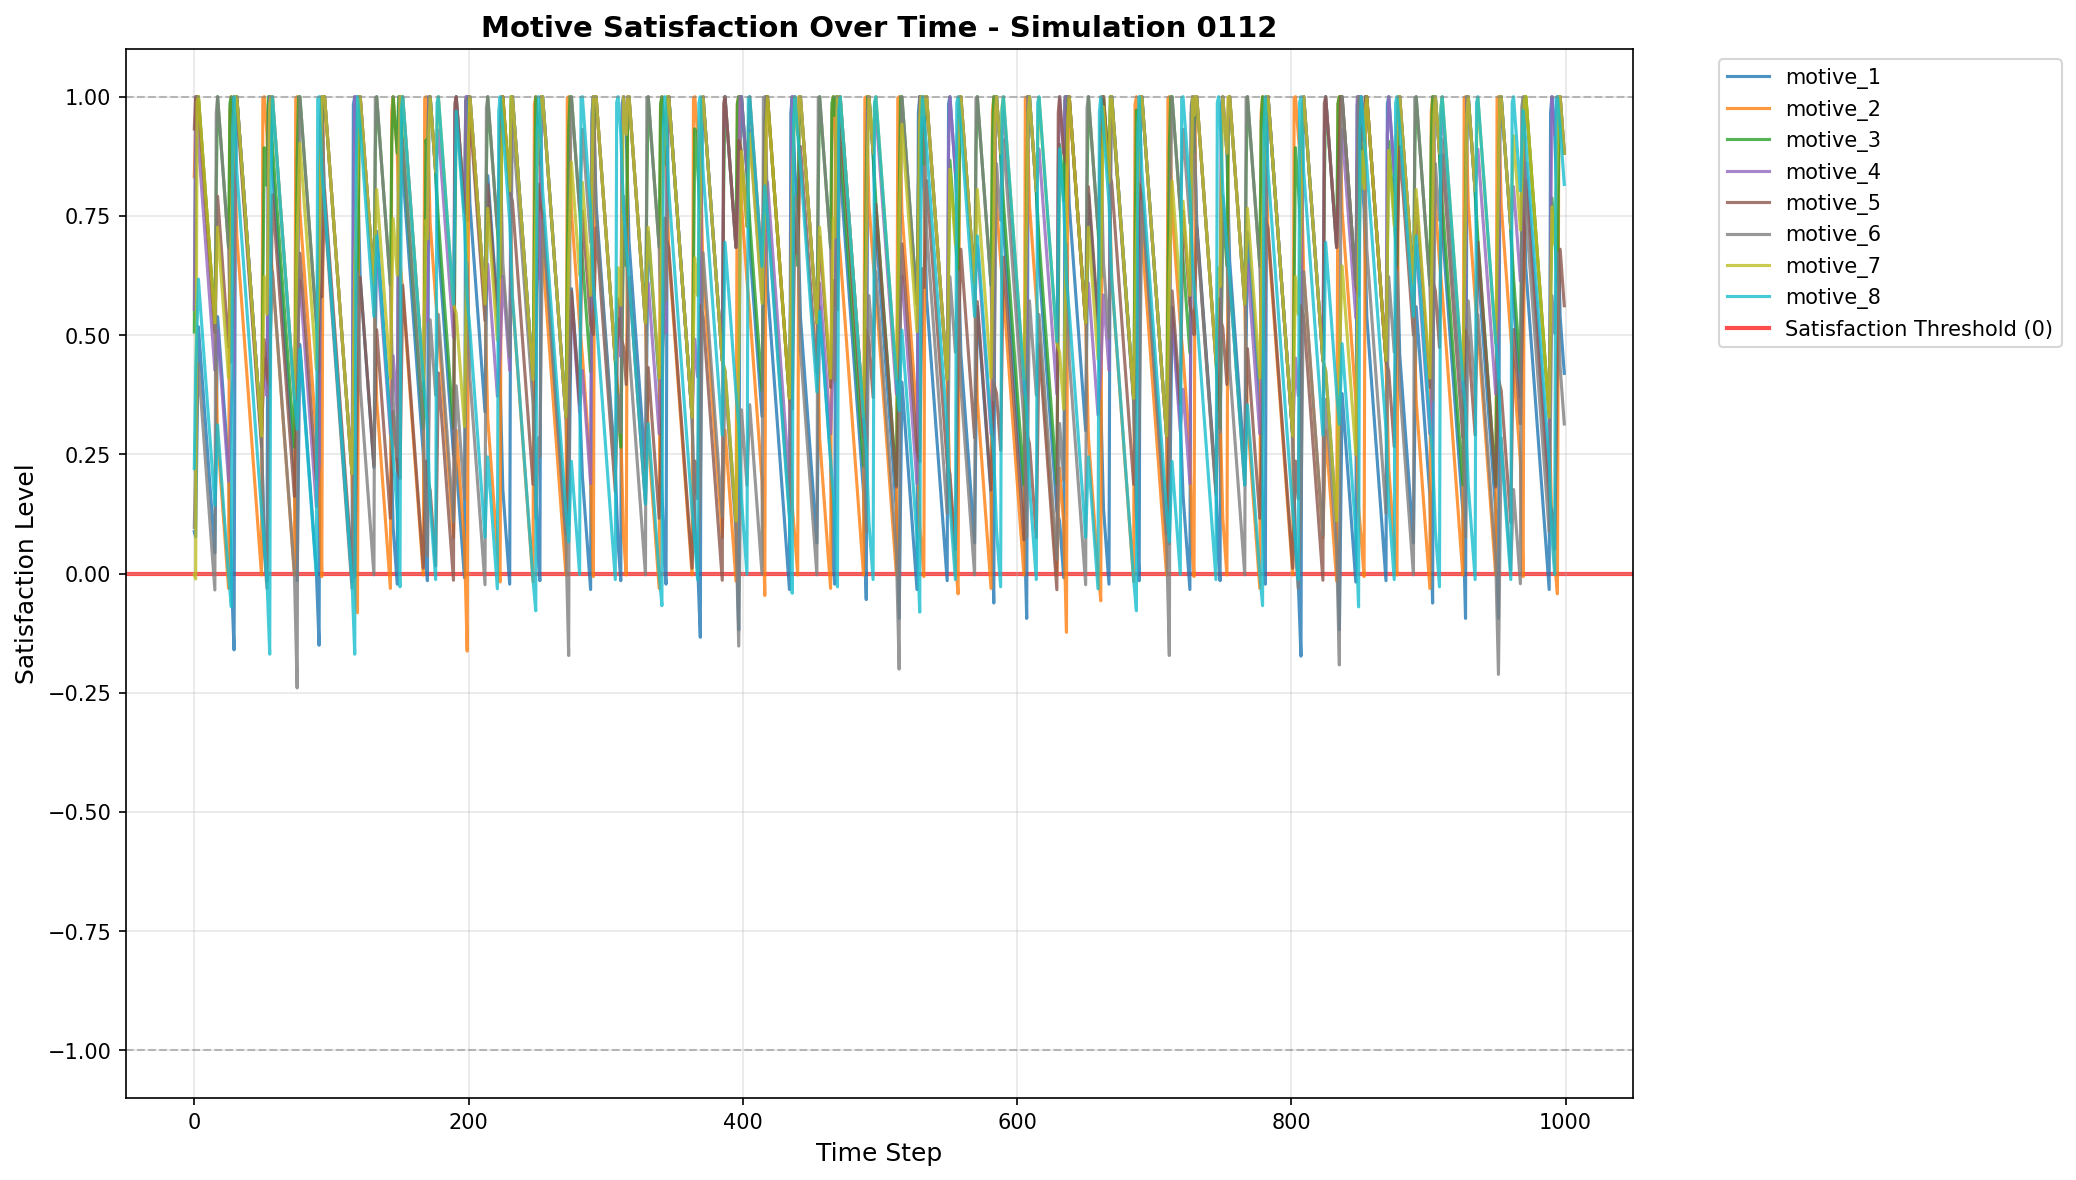 Motive Satisfaction Over Time - Simulation 0112
1.00
0.75
0.50
0.25
0.00
−0.25
−0.50
−0.75
−1.00
Satisfaction Level
0 200 400 600 800 1000
Time Step
motive_1
motive_2
motive_3
motive_4
motive_5
motive_6
motive_7
motive_8
Satisfaction Threshold (0)